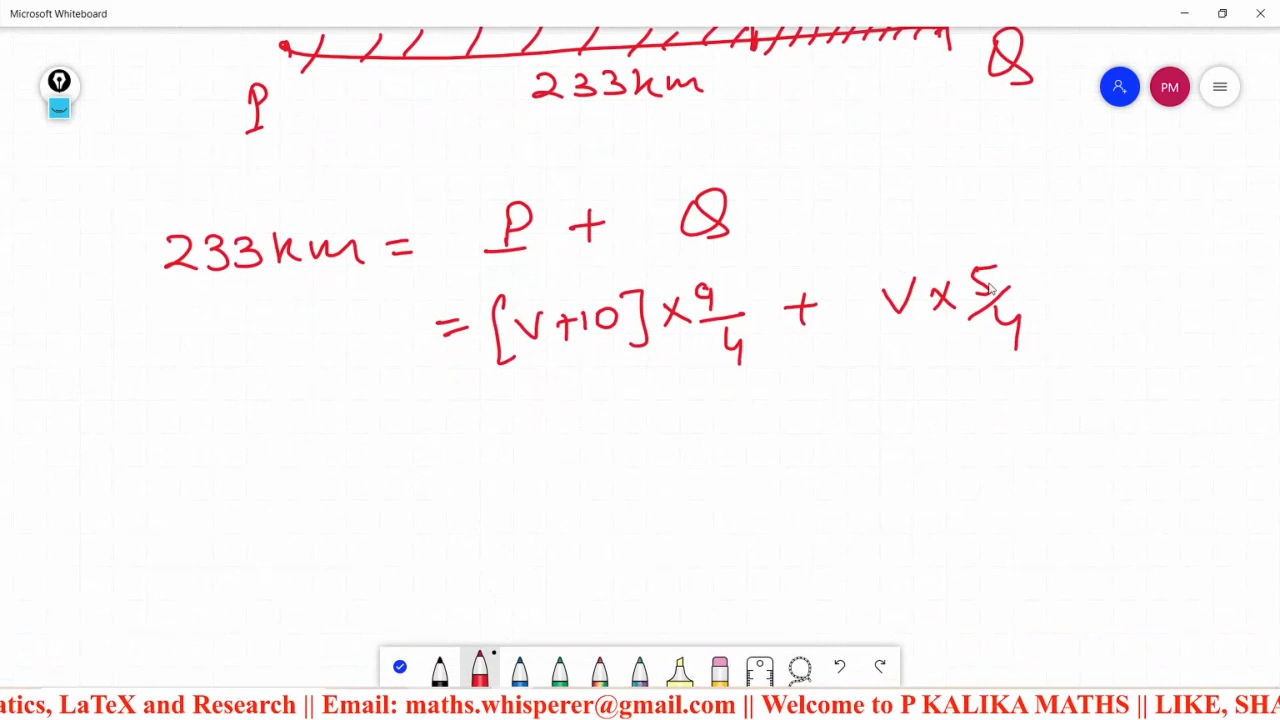 Microsoft Whiteboard
Q
233km
P
PM
233km = P + Q
= [V+10] × 9/4 + V × 5/4
atics, LaTeX and Research || Email: maths.whisperer@gmail.com || Welcome to P KALIKA MATHS || LIKE, SHA